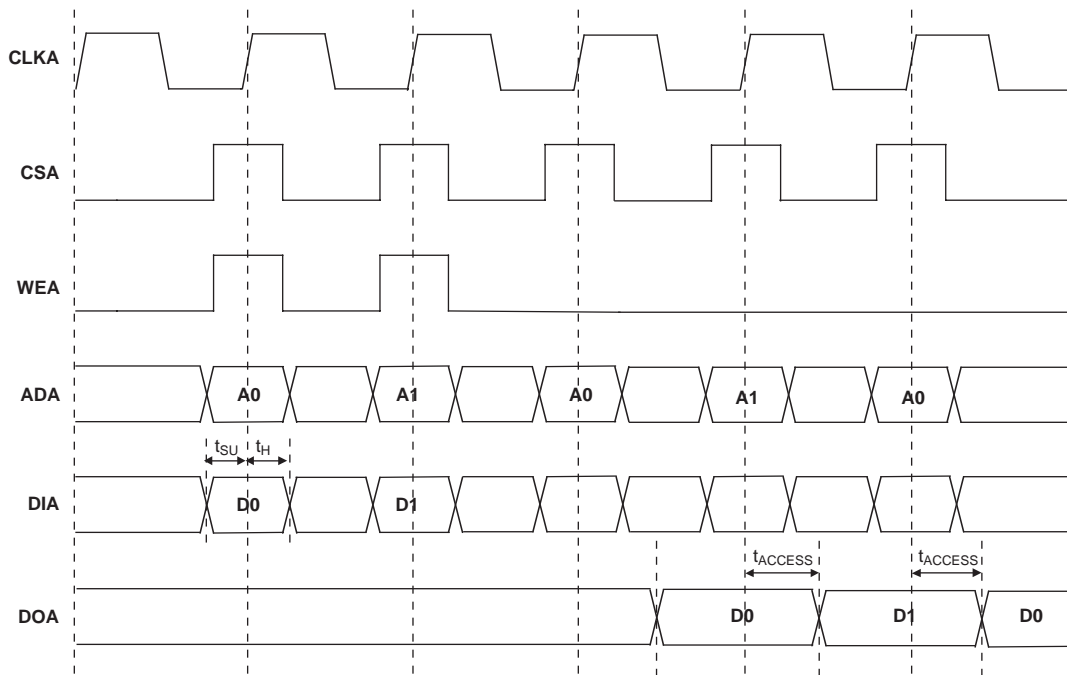 CLKA
CSA
WEA
ADA A0 A1 A0 A1 A0
tSU tH
DIA D0 D1
tACCESS tACCESS
DOA D0 D1 D0